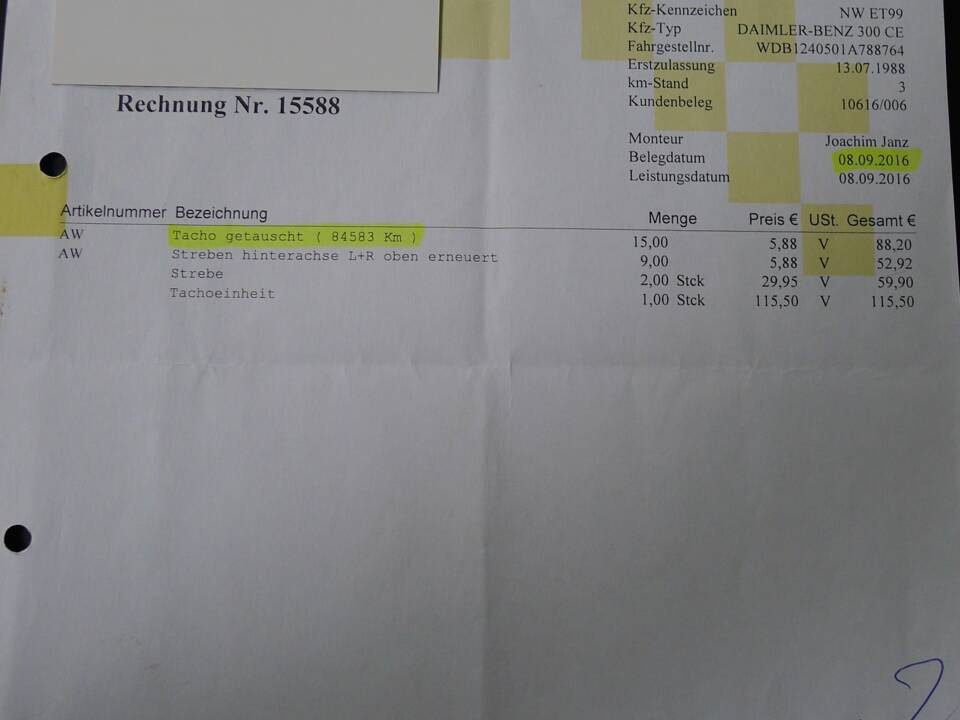 Kfz-Kennzeichen NW ET99
Kfz-Typ DAIMLER-BENZ 300 CE
Fahrgestellnr. WDB1240501A788764
Erstzulassung 13.07.1988
km-Stand 3
Kundenbeleg 10616/006
Rechnung Nr. 15588
Monteur Joachim Janz
Belegdatum 08.09.2016
Leistungsdatum 08.09.2016
Artikelnummer Bezeichnung Menge Preis € USt. Gesamt €
AW Tacho getauscht ( 84583 Km ) 15,00 5,88 V 88,20
AW Streben hinterachse L+R oben erneuert 9,00 5,88 V 52,92
Strebe 2,00 Stck 29,95 V 59,90
Tachoeinheit 1,00 Stck 115,50 V 115,50